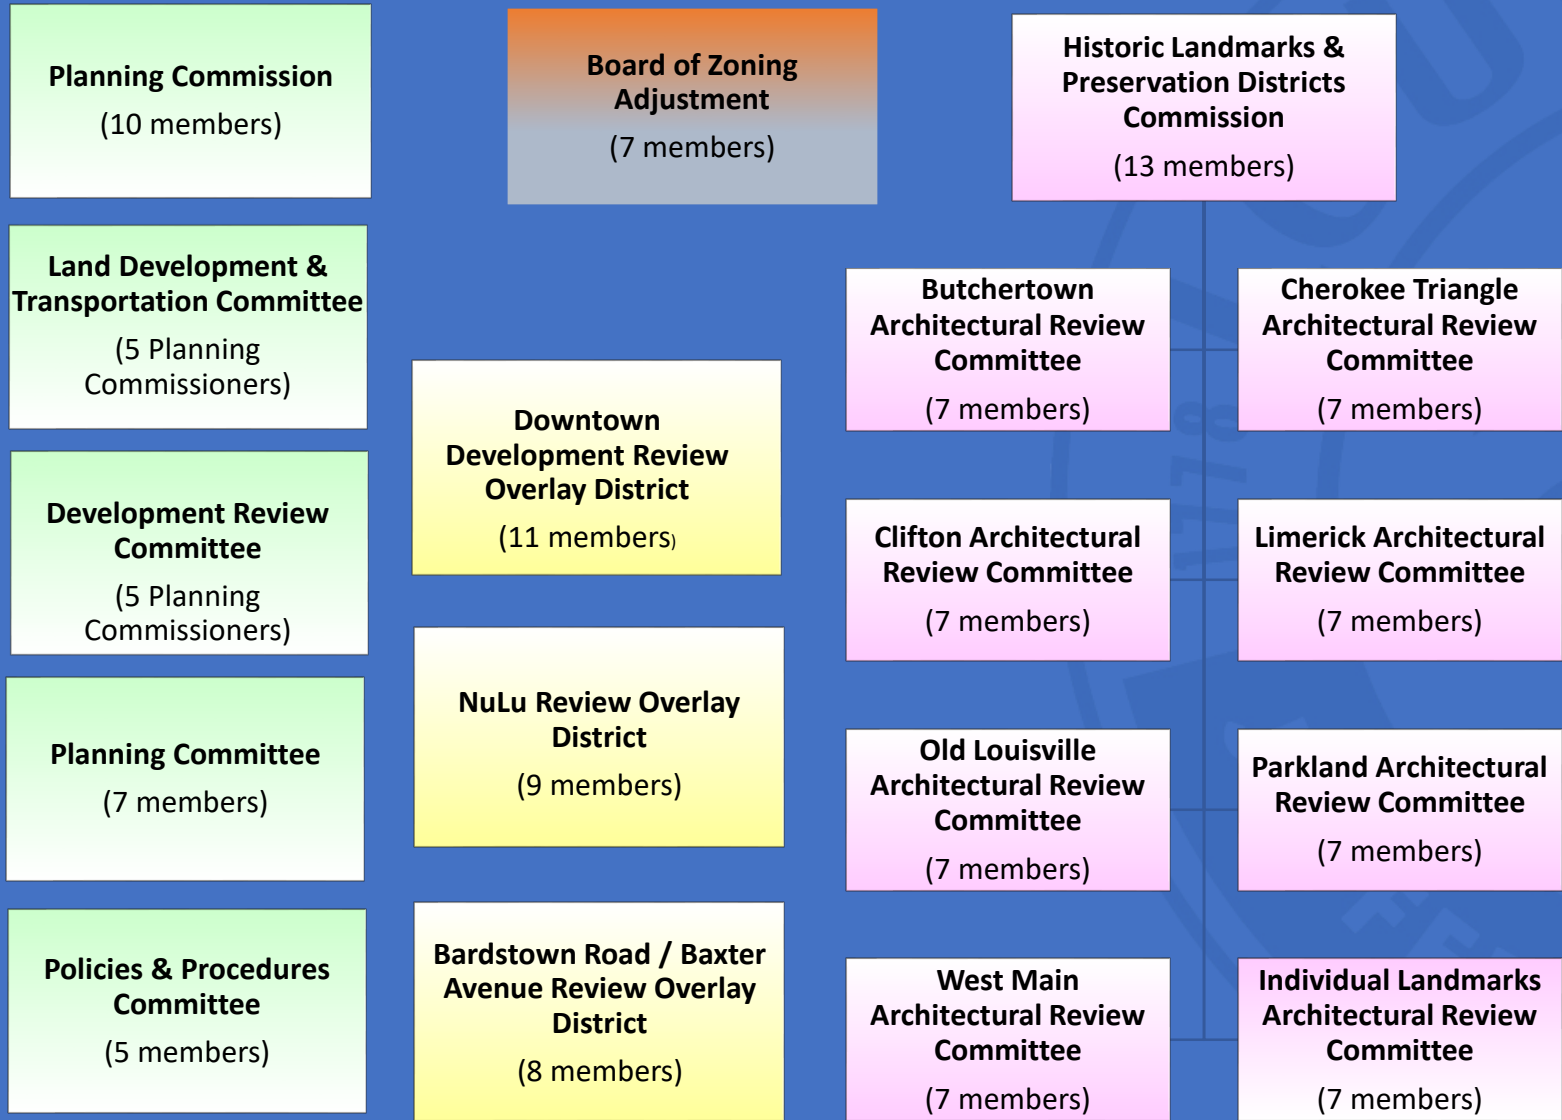 Planning Commission
(10 members)
Land Development &
Transportation Committee
(5 Planning
Commissioners)
Development Review
Committee
(5 Planning
Commissioners)
Planning Committee
(7 members)
Policies & Procedures
Committee
(5 members)
Board of Zoning
Adjustment
(7 members)
Downtown
Development Review
Overlay District
(11 members)
NuLu Review Overlay
District
(9 members)
Bardstown Road / Baxter
Avenue Review Overlay
District
(8 members)
Historic Landmarks &
Preservation Districts
Commission
(13 members)
Butchertown
Architectural Review
Committee
(7 members)
Cherokee Triangle
Architectural Review
Committee
(7 members)
Clifton Architectural
Review Committee
(7 members)
Limerick Architectural
Review Committee
(7 members)
Old Louisville
Architectural Review
Committee
(7 members)
Parkland Architectural
Review Committee
(7 members)
West Main
Architectural Review
Committee
(7 members)
Individual Landmarks
Architectural Review
Committee
(7 members)
1778